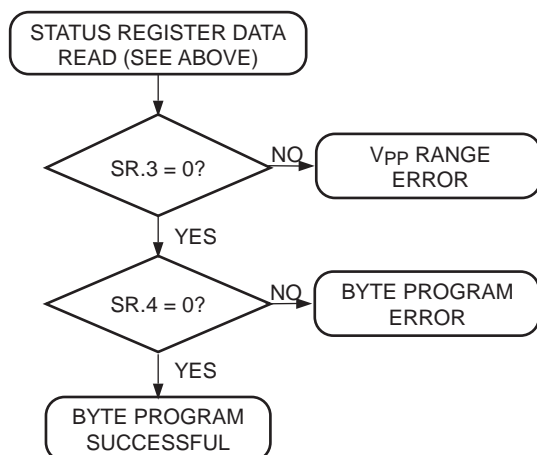 STATUS REGISTER DATA
READ (SEE ABOVE)
SR.3 = 0?
NO
VPP RANGE
ERROR
YES
SR.4 = 0?
NO
BYTE PROGRAM
ERROR
YES
BYTE PROGRAM
SUCCESSFUL